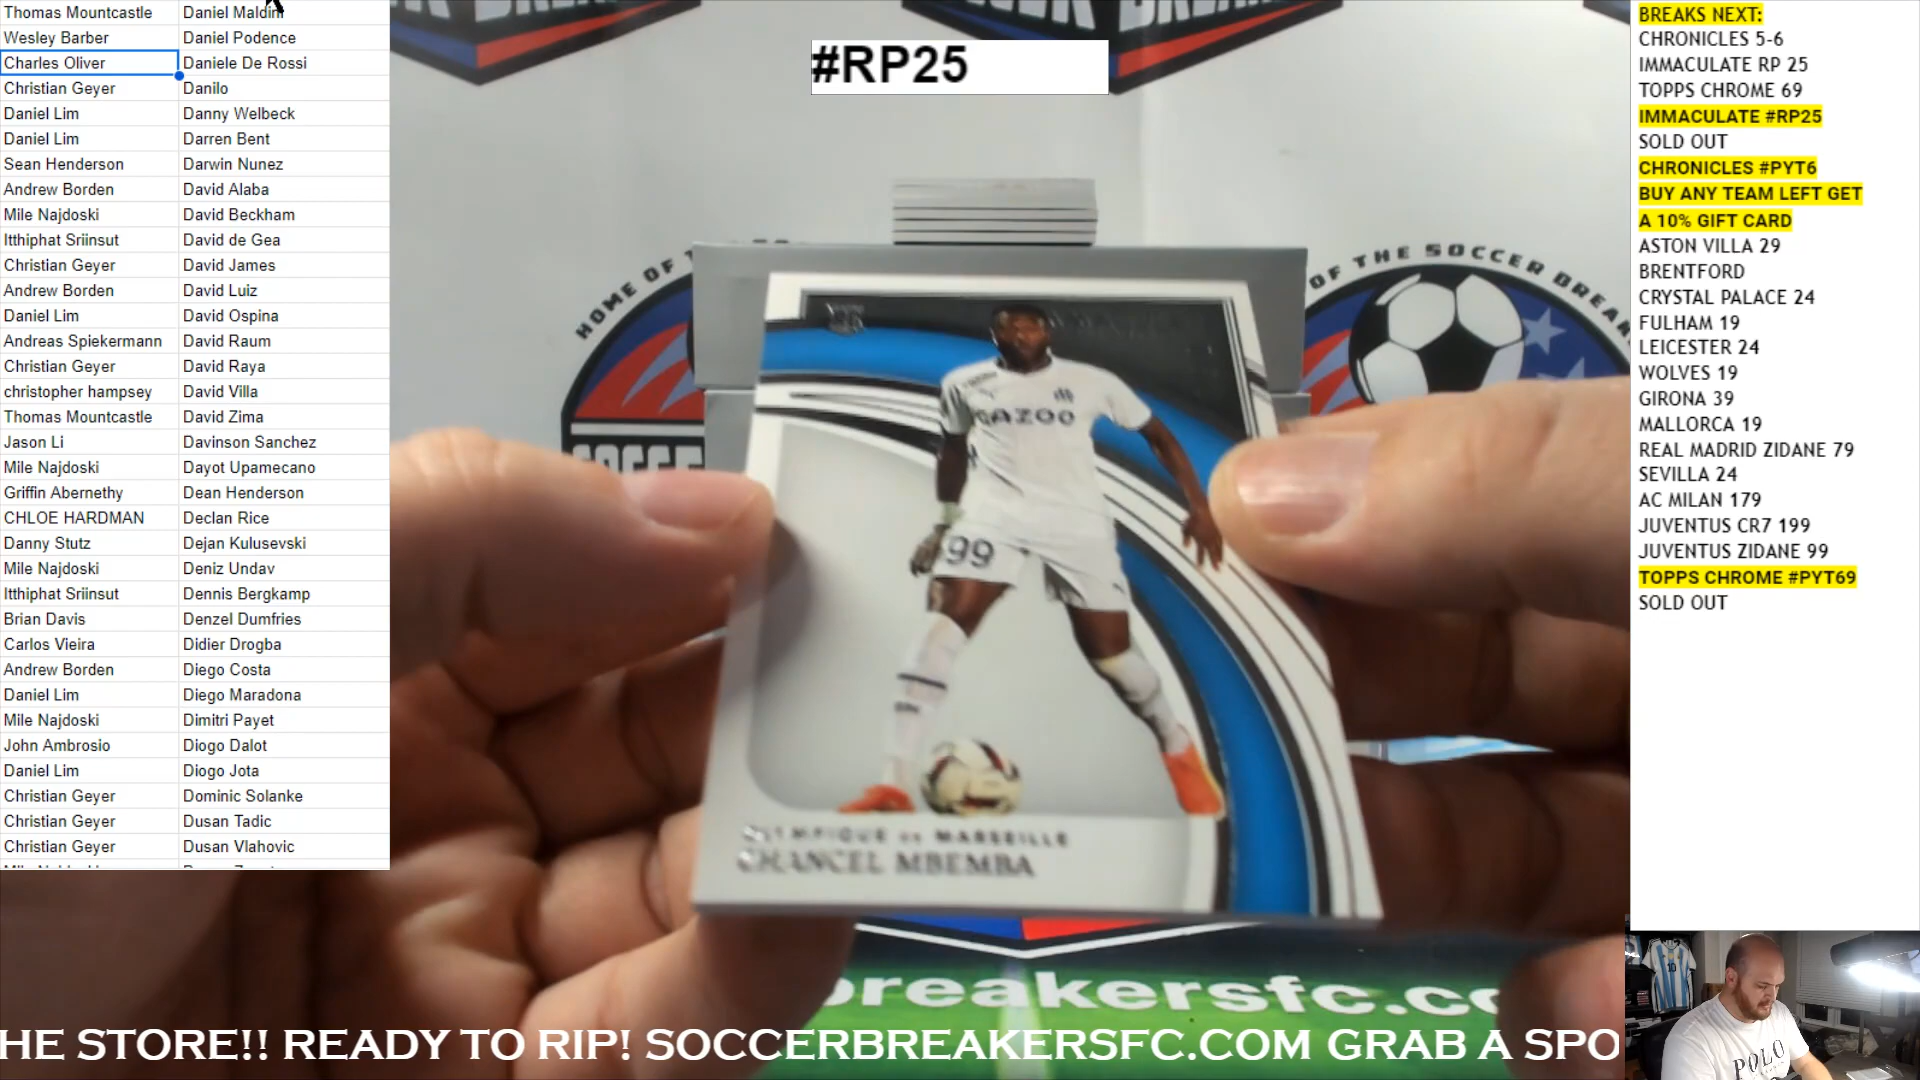 Thomas Mountcastle Daniel Maldini
Wesley Barber Daniel Podence
Charles Oliver Daniele De Rossi
Christian Geyer Danilo
Daniel Lim Danny Welbeck
Daniel Lim Darren Bent
Sean Henderson Darwin Nunez
Andrew Borden David Alaba
Mile Najdoski David Beckham
Itthiphat Sriinsut David de Gea
Christian Geyer David James
Andrew Borden David Luiz
Daniel Lim David Ospina
Andreas Spiekermann David Raum
Christian Geyer David Raya
christopher hampsey David Villa
Thomas Mountcastle David Zima
Jason Li Davinson Sanchez
Mile Najdoski Dayot Upamecano
Griffin Abernethy Dean Henderson
CHLOE HARDMAN Declan Rice
Danny Stutz Dejan Kulusevski
Mile Najdoski Deniz Undav
Itthiphat Sriinsut Dennis Bergkamp
Brian Davis Denzel Dumfries
Carlos Vieira Didier Drogba
Andrew Borden Diego Costa
Daniel Lim Diego Maradona
Mile Najdoski Dimitri Payet
John Ambrosio Diogo Dalot
Daniel Lim Diogo Jota
Christian Geyer Dominic Solanke
Christian Geyer Dusan Tadic
Christian Geyer Dusan Vlahovic
#RP25
HOME OF T
OF THE SOCCER BREA
CAZOO
99
OLYMPIQUE DE MARSEILLE
CHANCEL MBEMBA
breakersfc.co
HE STORE!! READY TO RIP! SOCCERBREAKERSFC.COM GRAB A SPO
BREAKS NEXT:
CHRONICLES 5-6
IMMACULATE RP 25
TOPPS CHROME 69
IMMACULATE #RP25
SOLD OUT
CHRONICLES #PYT6
BUY ANY TEAM LEFT GET
A 10% GIFT CARD
ASTON VILLA 29
BRENTFORD
CRYSTAL PALACE 24
FULHAM 19
LEICESTER 24
WOLVES 19
GIRONA 39
MALLORCA 19
REAL MADRID ZIDANE 79
SEVILLA 24
AC MILAN 179
JUVENTUS CR7 199
JUVENTUS ZIDANE 99
TOPPS CHROME #PYT69
SOLD OUT
10
POLO